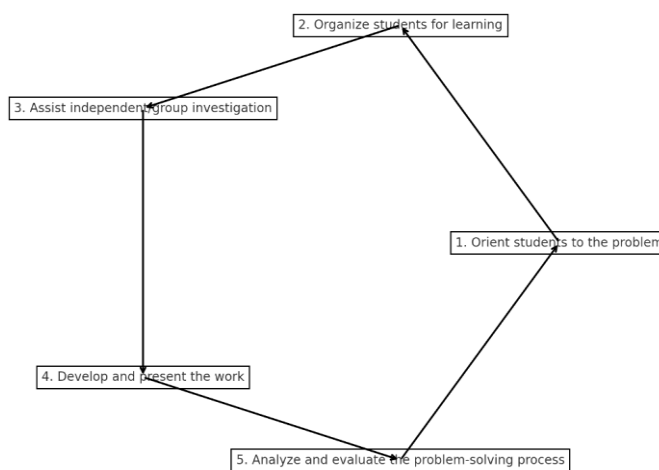 2. Organize students for learning
3. Assist independent/group investigation
1. Orient students to the problem
4. Develop and present the work
5. Analyze and evaluate the problem-solving process